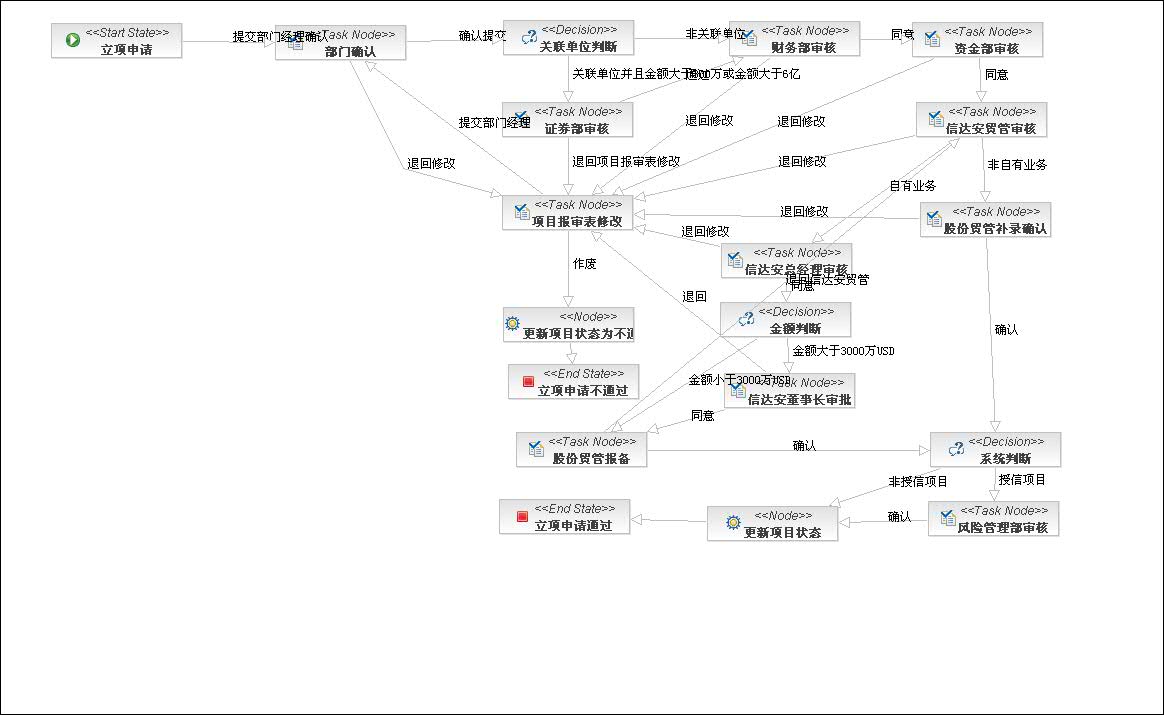 <<Start State>>
立项申请
提交部门经理确认
Task Node>>
部门确认
确认提交
<<Decision>>
关联单位判断
非关联单位
<<Task Node>>
财务部审核
同意
<<Task Node>>
资金部审核
关联单位并且金额大于
万或金额大于6亿
同意
<<Task Node>>
证券部审核
提交部门经理
退回修改
退回修改
<<Task Node>>
信达安贸管审核
退回修改
退回项目报审表修改
退回修改
非自有业务
自有业务
<<Task Node>>
项目报审表修改
退回修改
<<Task Node>>
股份贸管补录确认
退回修改
作废
<<Task Node>>
信达安总经理审核
退回信达安贸管
同意
退回
<<Node>>
更新项目状态为不通
<<Decision>>
金额判断
确认
金额大于3000万USD
<<End State>>
立项申请不通过
金额小于3000万USD
Task Node>>
信达安董事长审批
同意
<<Task Node>>
股份贸管报备
确认
<<Decision>>
系统判断
非授信项目
授信项目
<<End State>>
立项申请通过
<<Node>>
更新项目状态
确认
<<Task Node>>
风险管理部审核